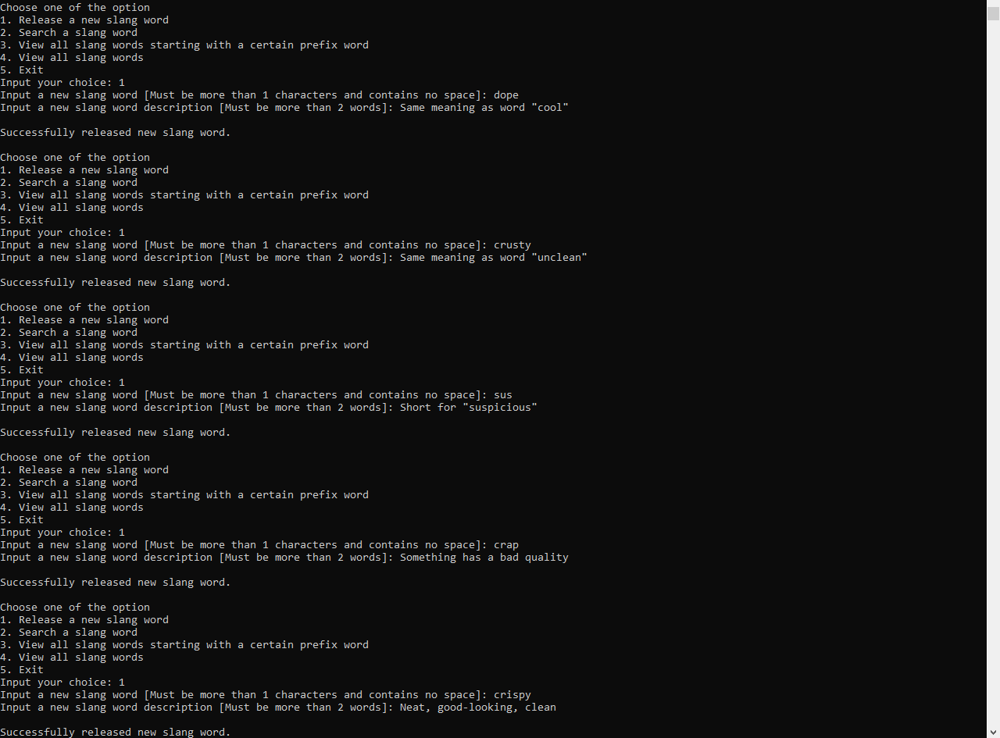 Choose one of the option
1. Release a new slang word
2. Search a slang word
3. View all slang words starting with a certain prefix word
4. View all slang words
5. Exit
Input your choice: 1
Input a new slang word [Must be more than 1 characters and contains no space]: dope
Input a new slang word description [Must be more than 2 words]: Same meaning as word "cool"
Successfully released new slang word.
Choose one of the option
1. Release a new slang word
2. Search a slang word
3. View all slang words starting with a certain prefix word
4. View all slang words
5. Exit
Input your choice: 1
Input a new slang word [Must be more than 1 characters and contains no space]: crusty
Input a new slang word description [Must be more than 2 words]: Same meaning as word "unclean"
Successfully released new slang word.
Choose one of the option
1. Release a new slang word
2. Search a slang word
3. View all slang words starting with a certain prefix word
4. View all slang words
5. Exit
Input your choice: 1
Input a new slang word [Must be more than 1 characters and contains no space]: sus
Input a new slang word description [Must be more than 2 words]: Short for "suspicious"
Successfully released new slang word.
Choose one of the option
1. Release a new slang word
2. Search a slang word
3. View all slang words starting with a certain prefix word
4. View all slang words
5. Exit
Input your choice: 1
Input a new slang word [Must be more than 1 characters and contains no space]: crap
Input a new slang word description [Must be more than 2 words]: Something has a bad quality
Successfully released new slang word.
Choose one of the option
1. Release a new slang word
2. Search a slang word
3. View all slang words starting with a certain prefix word
4. View all slang words
5. Exit
Input your choice: 1
Input a new slang word [Must be more than 1 characters and contains no space]: crispy
Input a new slang word description [Must be more than 2 words]: Neat, good-looking, clean
Successfully released new slang word.